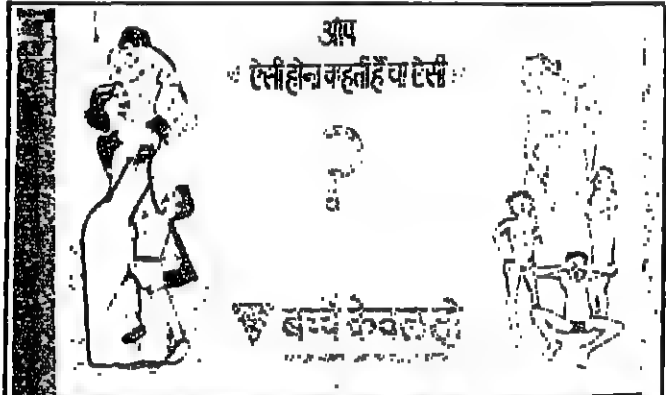 आप
ऐसी होना चाहती हैं या ऐसी
?
बच्चे केवल दो